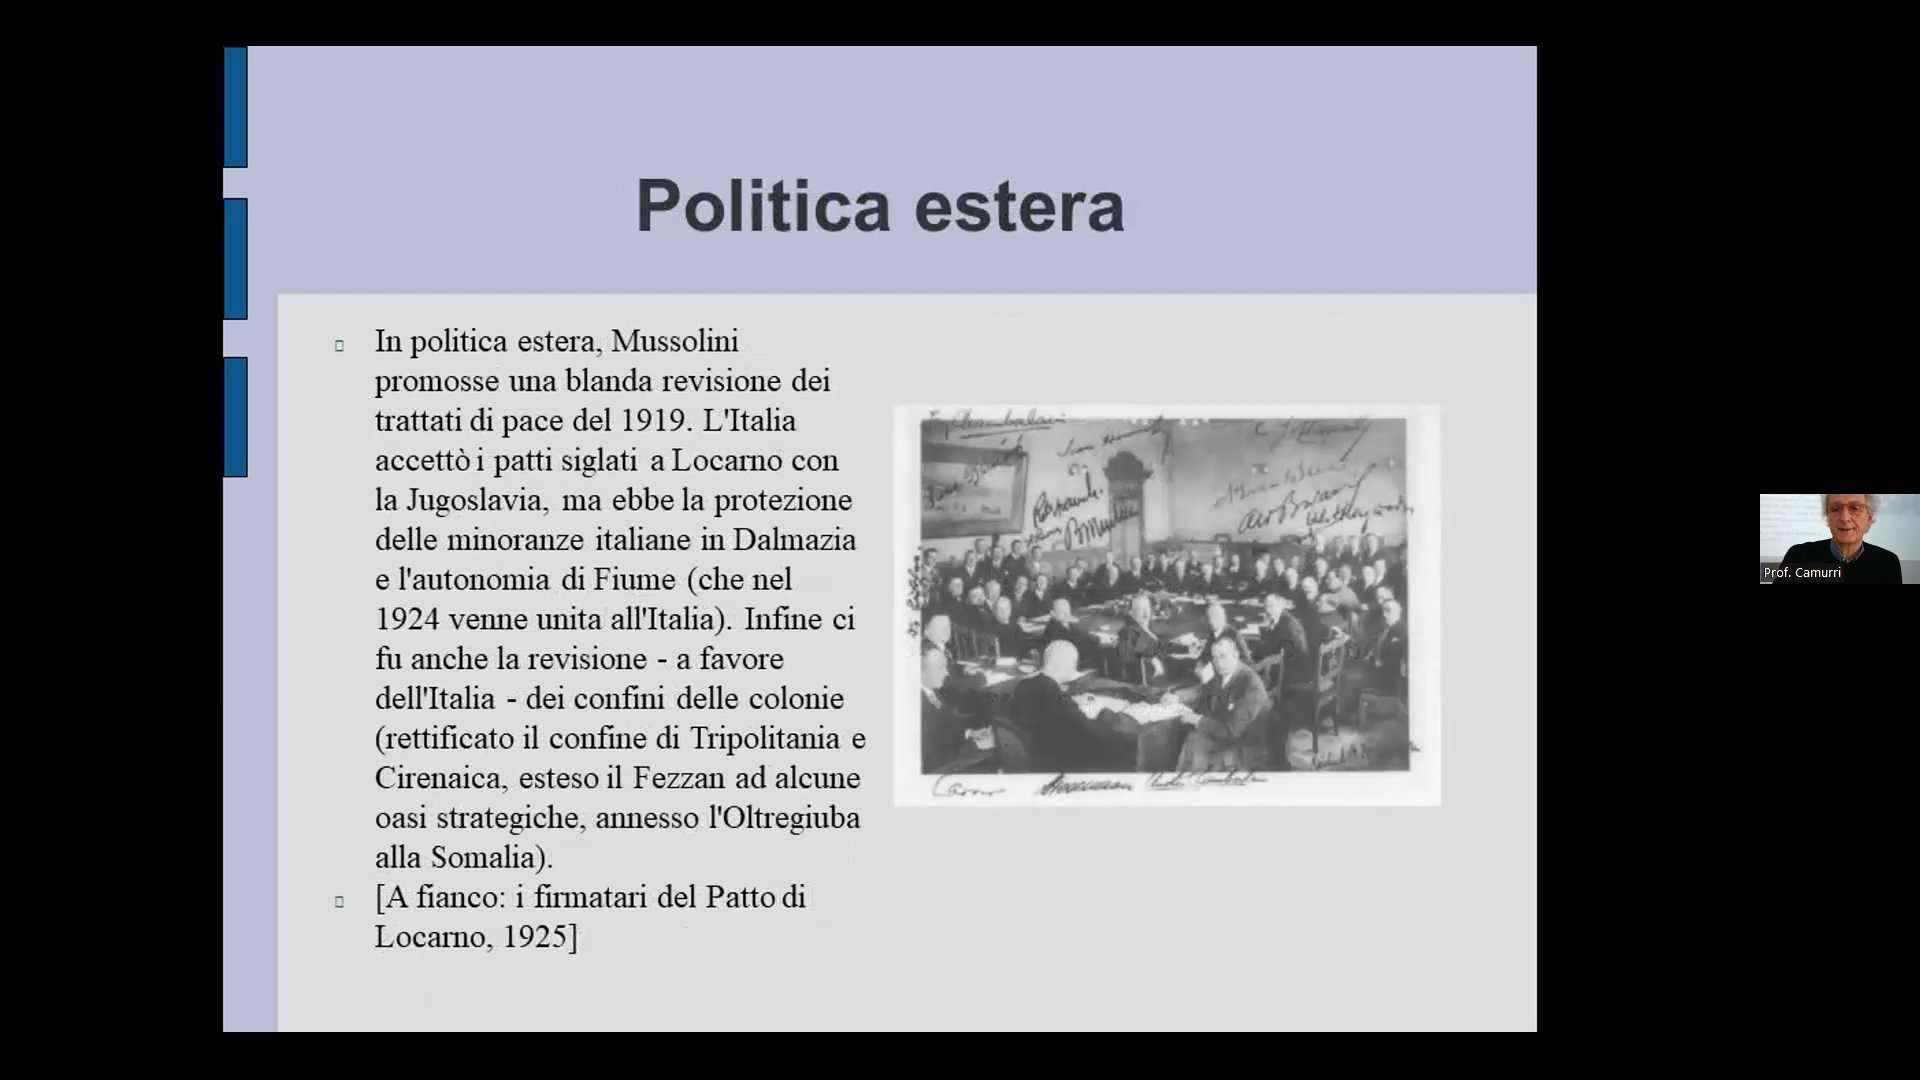 Politica estera
In politica estera, Mussolini
promosse una blanda revisione dei
trattati di pace del 1919. L'Italia
accettò i patti siglati a Locarno con
la Jugoslavia, ma ebbe la protezione
delle minoranze italiane in Dalmazia
e l'autonomia di Fiume (che nel
1924 venne unita all'Italia). Infine ci
fu anche la revisione - a favore
dell'Italia - dei confini delle colonie
(rettificato il confine di Tripolitania e
Cirenaica, esteso il Fezzan ad alcune
oasi strategiche, annesso l'Oltregiuba
alla Somalia).
[A fianco: i firmatari del Patto di
Locarno, 1925]
Prof. Camurri